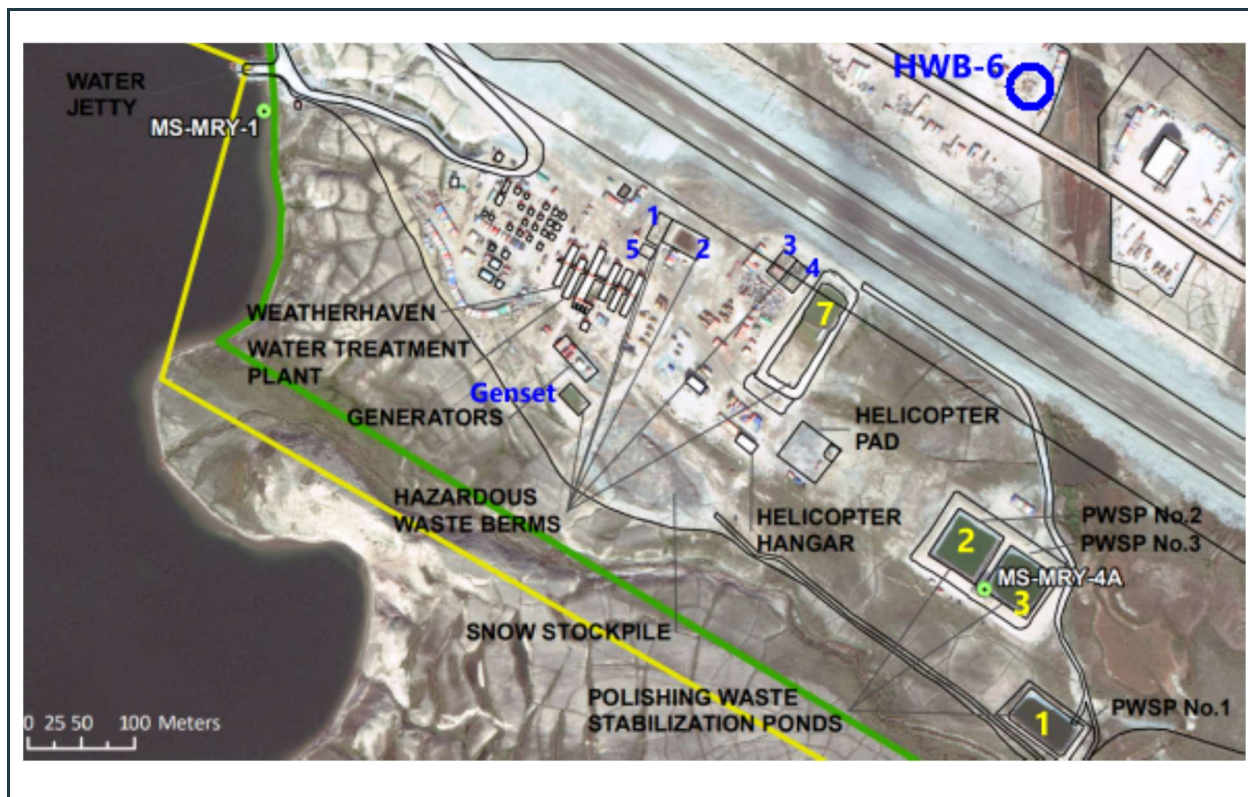 HWB-6
WATER
JETTY
MS-MRY-1
1
5
2
3
4
7
WEATHERHAVEN
WATER TREATMENT
PLANT
Genset
GENERATORS
HELICOPTER
PAD
HAZARDOUS
WASTE BERMS
HELICOPTER
HANGAR
PWSP No.2
PWSP No.3
2
MS-MRY-4A
3
SNOW STOCKPILE
POLISHING WASTE
STABILIZATION PONDS
PWSP No.1
1
0 25 50 100 Meters